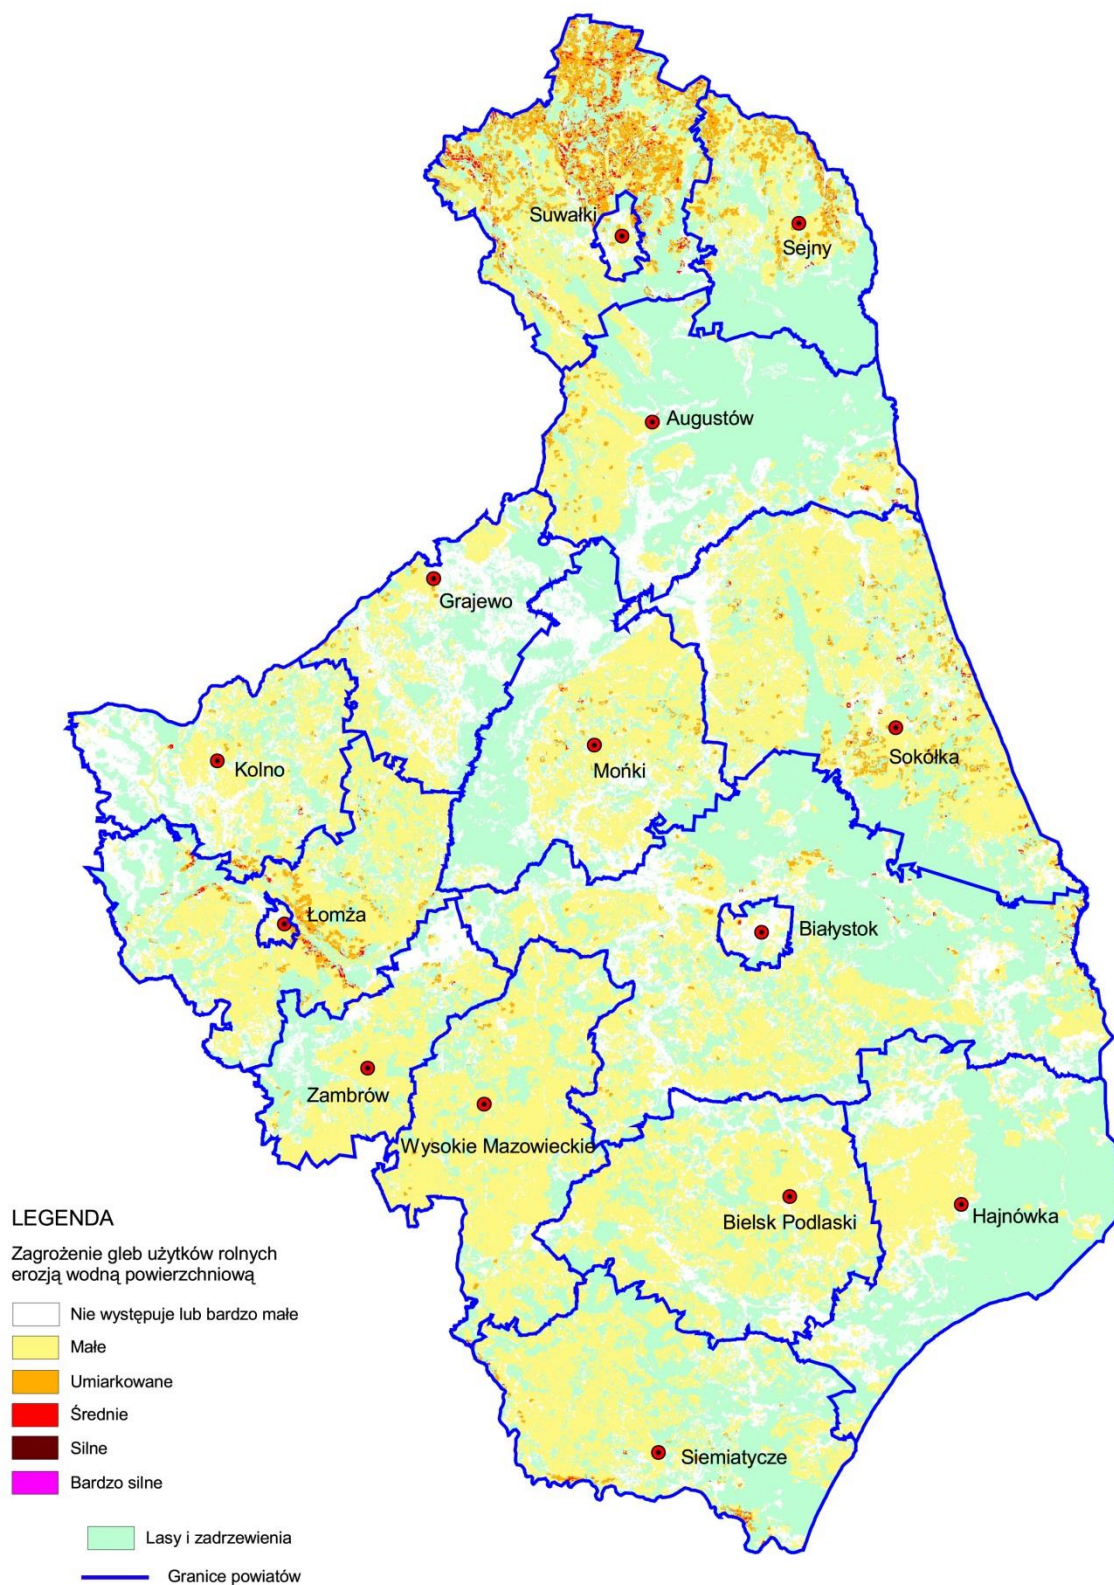 Suwałki
Sejny
Augustów
Grajewo
Kolno
Mońki
Sokółka
Łomża
Białystok
Zambrów
Wysokie Mazowieckie
Bielsk Podlaski
Hajnówka
Siemiatycze
LEGENDA
Zagrożenie gleb użytków rolnych
erozją wodną powierzchniową
Nie występuje lub bardzo małe
Małe
Umiarkowane
Średnie
Silne
Bardzo silne
Lasy i zadrzewienia
Granice powiatów